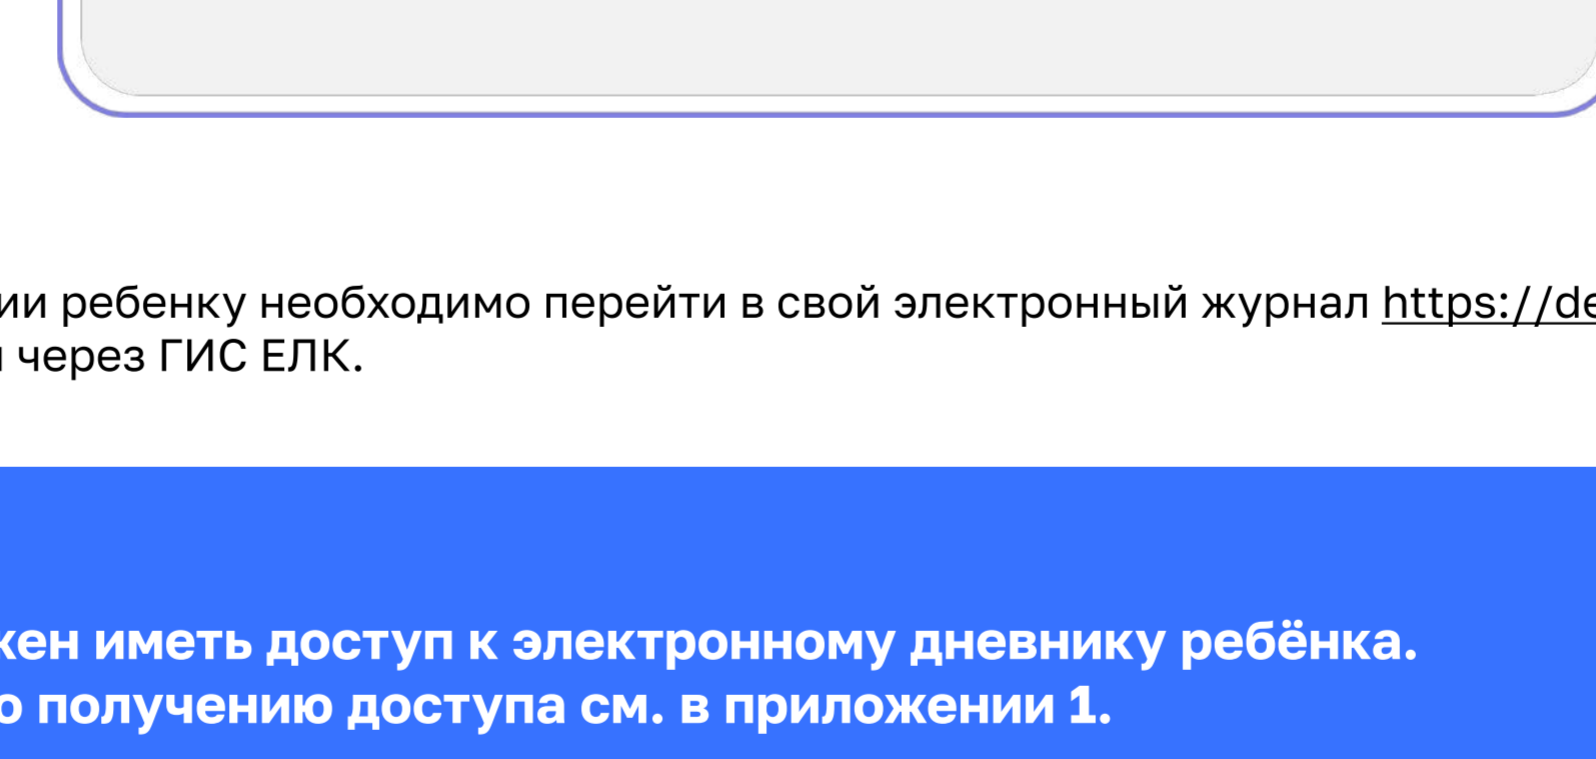 ии ребенку необходимо перейти в свой электронный журнал https://de
через ГИС ЕЛК.
жен иметь доступ к электронному дневнику ребёнка.
о получению доступа см. в приложении 1.